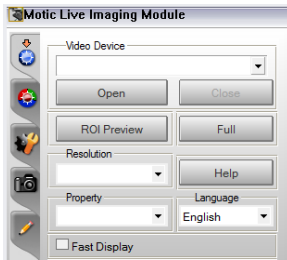 Motic Live Imaging Module
Video Device
Open Close
ROI Preview Full
Resolution
Help
Property Language
English
Fast Display